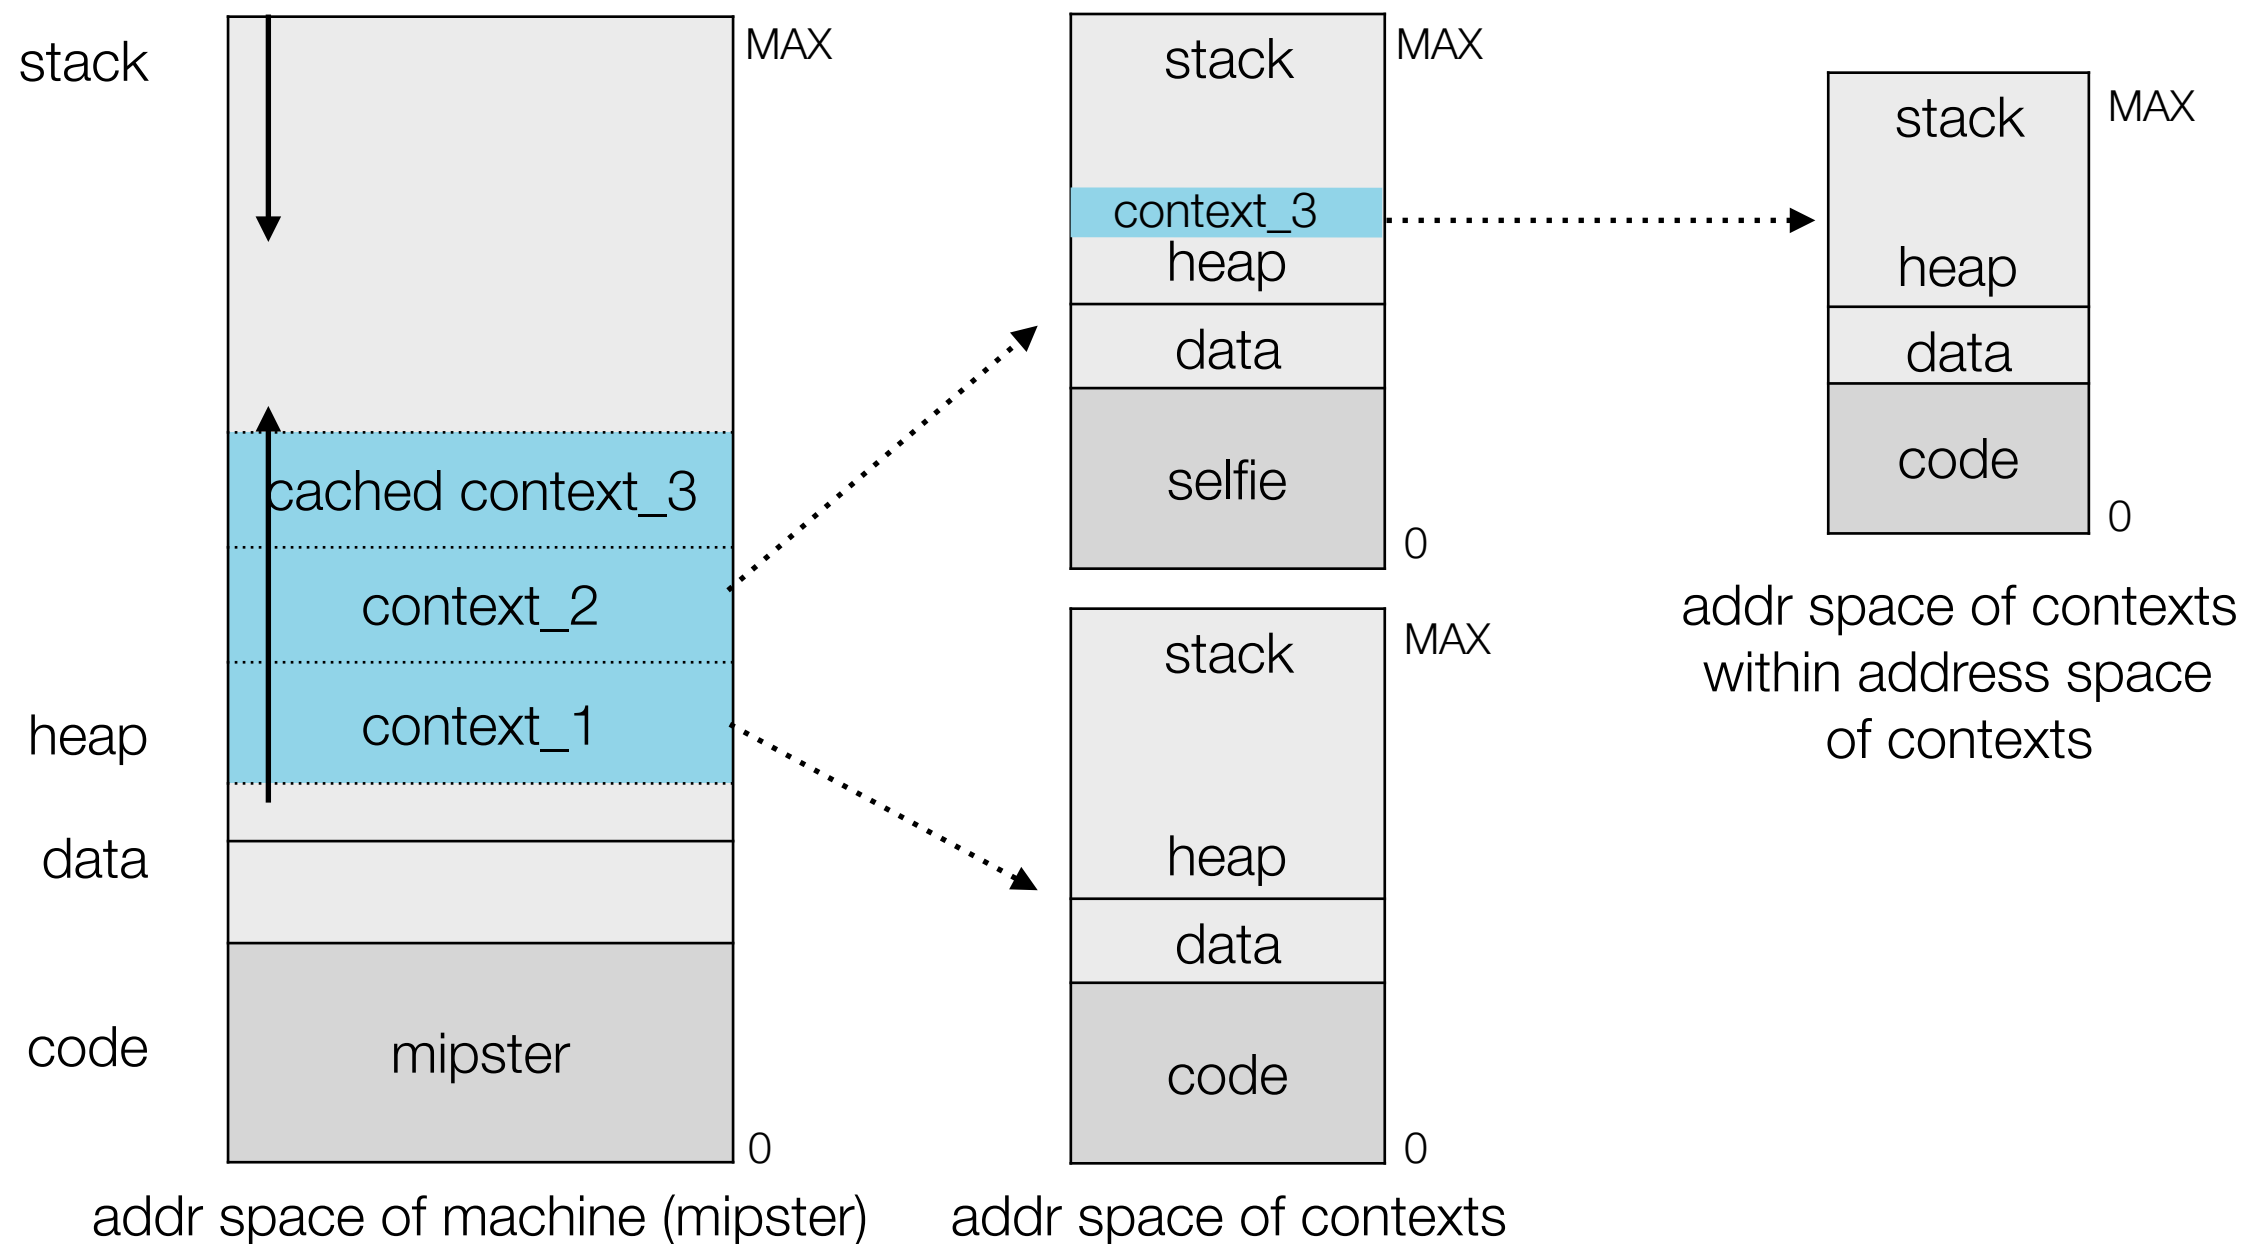 stack
MAX
cached context_3
context_2
context_1
heap
data
code
mipster
0
addr space of machine (mipster)
stack
MAX
context_3
heap
data
selfie
0
stack
MAX
heap
data
code
0
addr space of contexts
stack
MAX
heap
data
code
0
addr space of contexts
within address space
of contexts